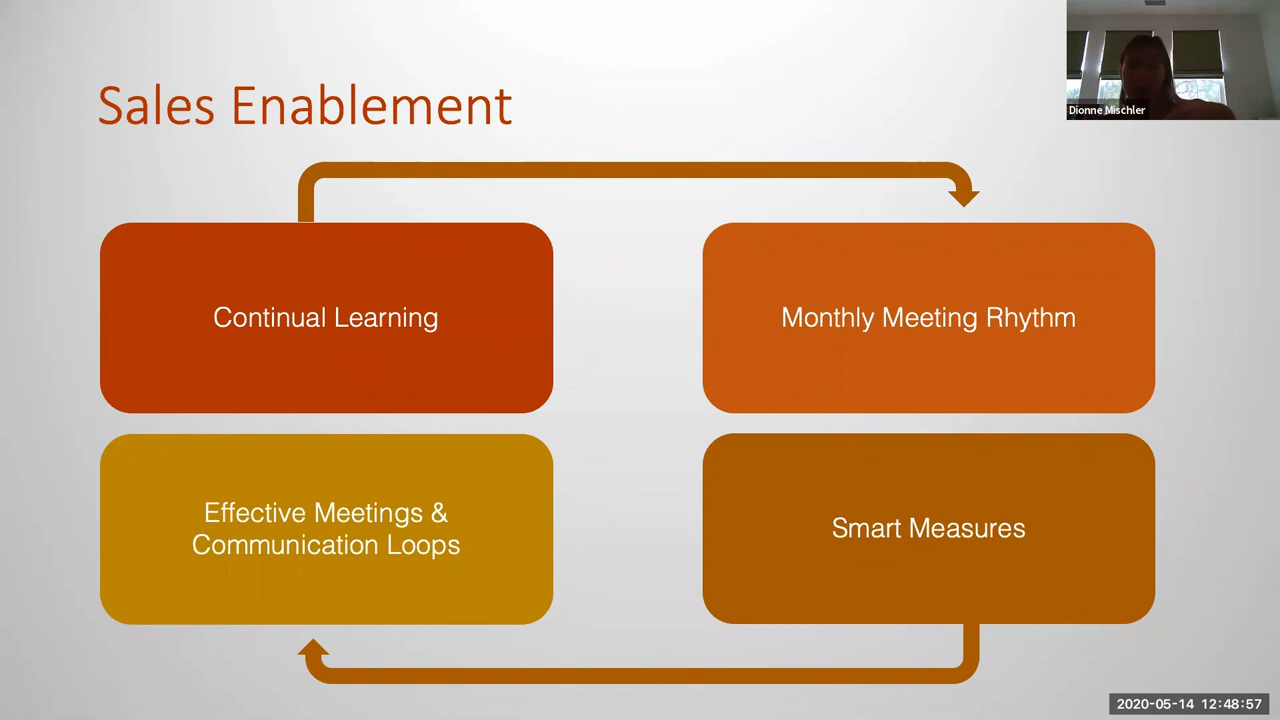 Sales Enablement
Dionne Mischler
Continual Learning
Monthly Meeting Rhythm
Effective Meetings &
Communication Loops
Smart Measures
2020-05-14 12:48:57